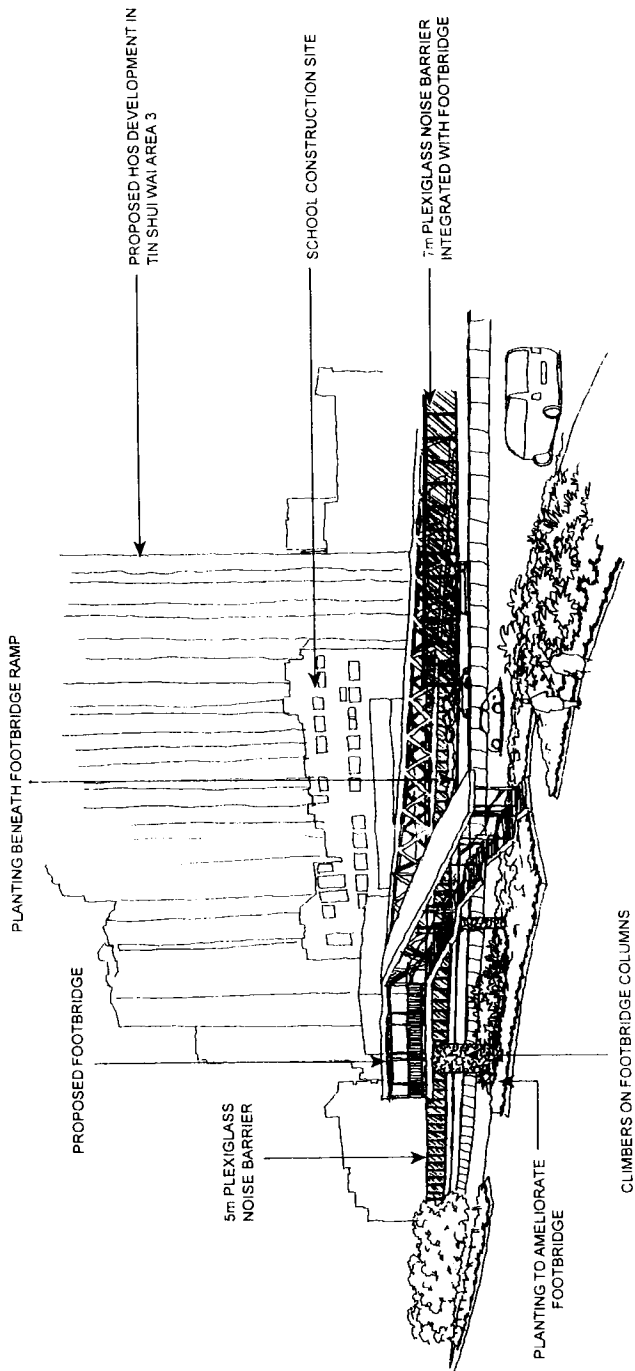 PLANTING BENEATH FOOTBRIDGE RAMP
PROPOSED FOOTBRIDGE
5m PLEXIGLASS
NOISE BARRIER
PROPOSED HOS DEVELOPMENT IN
TIN SHUI WAI AREA 3
SCHOOL CONSTRUCTION SITE
7m PLEXIGLASS NOISE BARRIER
INTEGRATED WITH FOOTBRIDGE
PLANTING TO AMELIORATE
FOOTBRIDGE
CLIMBERS ON FOOTBRIDGE COLUMNS